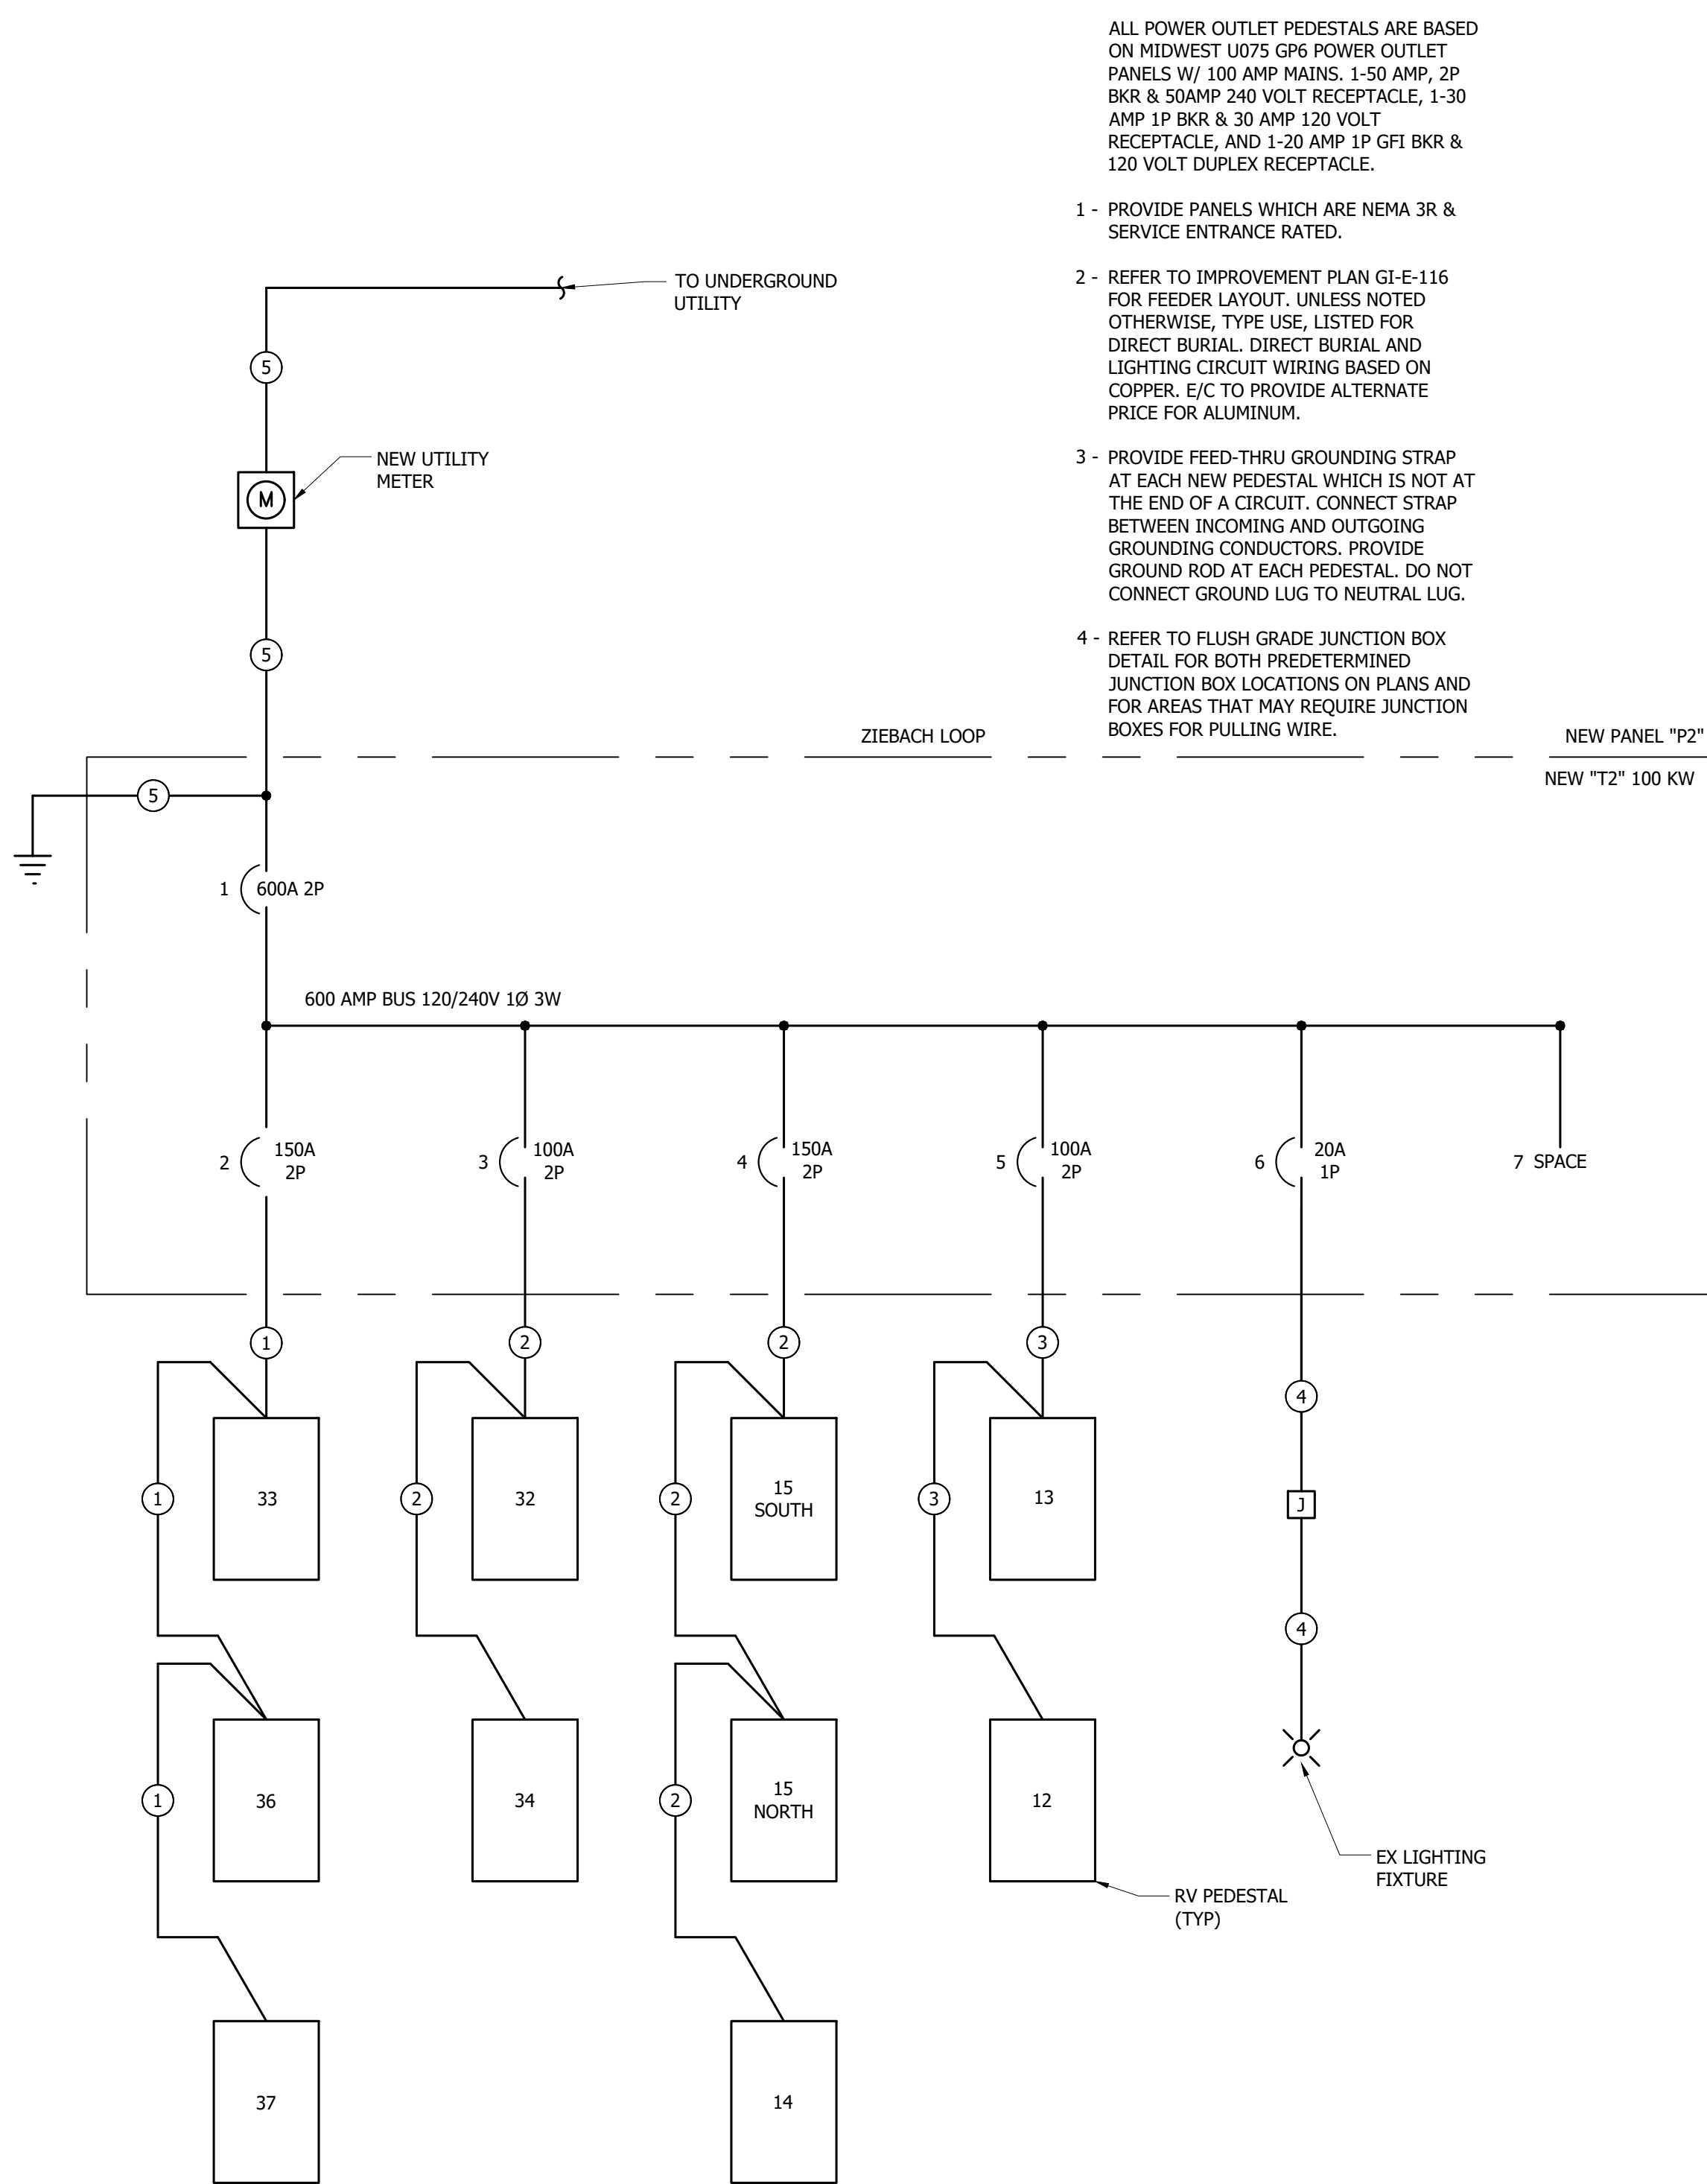 ALL POWER OUTLET PEDESTALS ARE BASED
ON MIDWEST U075 GP6 POWER OUTLET
PANELS W/ 100 AMP MAINS. 1-50 AMP, 2P
BKR & 50AMP 240 VOLT RECEPTACLE, 1-30
AMP 1P BKR & 30 AMP 120 VOLT
RECEPTACLE, AND 1-20 AMP 1P GFI BKR &
120 VOLT DUPLEX RECEPTACLE.
1 - PROVIDE PANELS WHICH ARE NEMA 3R &
SERVICE ENTRANCE RATED.
2 - REFER TO IMPROVEMENT PLAN GI-E-116
FOR FEEDER LAYOUT. UNLESS NOTED
OTHERWISE, TYPE USE, LISTED FOR
DIRECT BURIAL. DIRECT BURIAL AND
LIGHTING CIRCUIT WIRING BASED ON
COPPER. E/C TO PROVIDE ALTERNATE
PRICE FOR ALUMINUM.
3 - PROVIDE FEED-THRU GROUNDING STRAP
AT EACH NEW PEDESTAL WHICH IS NOT AT
THE END OF A CIRCUIT. CONNECT STRAP
BETWEEN INCOMING AND OUTGOING
GROUNDING CONDUCTORS. PROVIDE
GROUND ROD AT EACH PEDESTAL. DO NOT
CONNECT GROUND LUG TO NEUTRAL LUG.
4 - REFER TO FLUSH GRADE JUNCTION BOX
DETAIL FOR BOTH PREDETERMINED
JUNCTION BOX LOCATIONS ON PLANS AND
FOR AREAS THAT MAY REQUIRE JUNCTION
BOXES FOR PULLING WIRE.
TO UNDERGROUND
UTILITY
5
NEW UTILITY
METER
M
5
ZIEBACH LOOP
NEW PANEL "P2"
NEW "T2" 100 KW
5
1 600A 2P
600 AMP BUS 120/240V 1Ø 3W
2 150A
2P
3 100A
2P
4 150A
2P
5 100A
2P
6 20A
1P
7 SPACE
1
2
2
3
4
1
33
2
32
2
15
SOUTH
3
13
J
4
1
36
34
2
15
NORTH
12
EX LIGHTING
FIXTURE
RV PEDESTAL
(TYP)
37
14